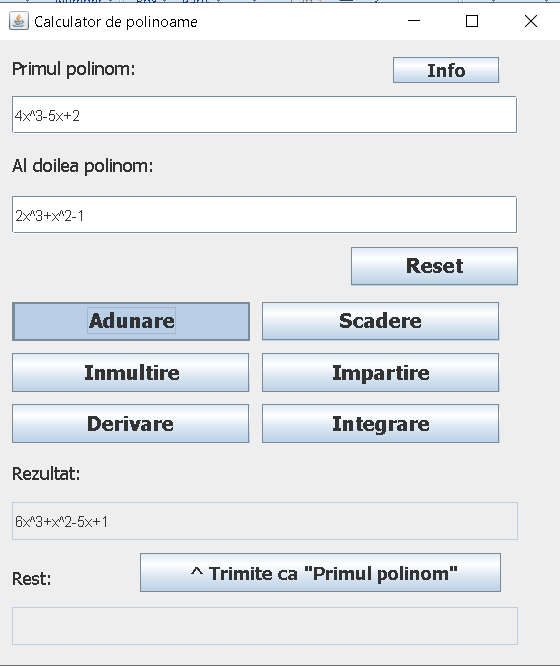 Calculator de polinoame
Primul polinom:
Info
4x^3-5x+2
Al doilea polinom:
2x^3+x^2-1
Reset
Adunare
Scadere
Inmultire
Impartire
Derivare
Integrare
Rezultat:
6x^3+x^2-5x+1
Rest:
^ Trimite ca "Primul polinom"